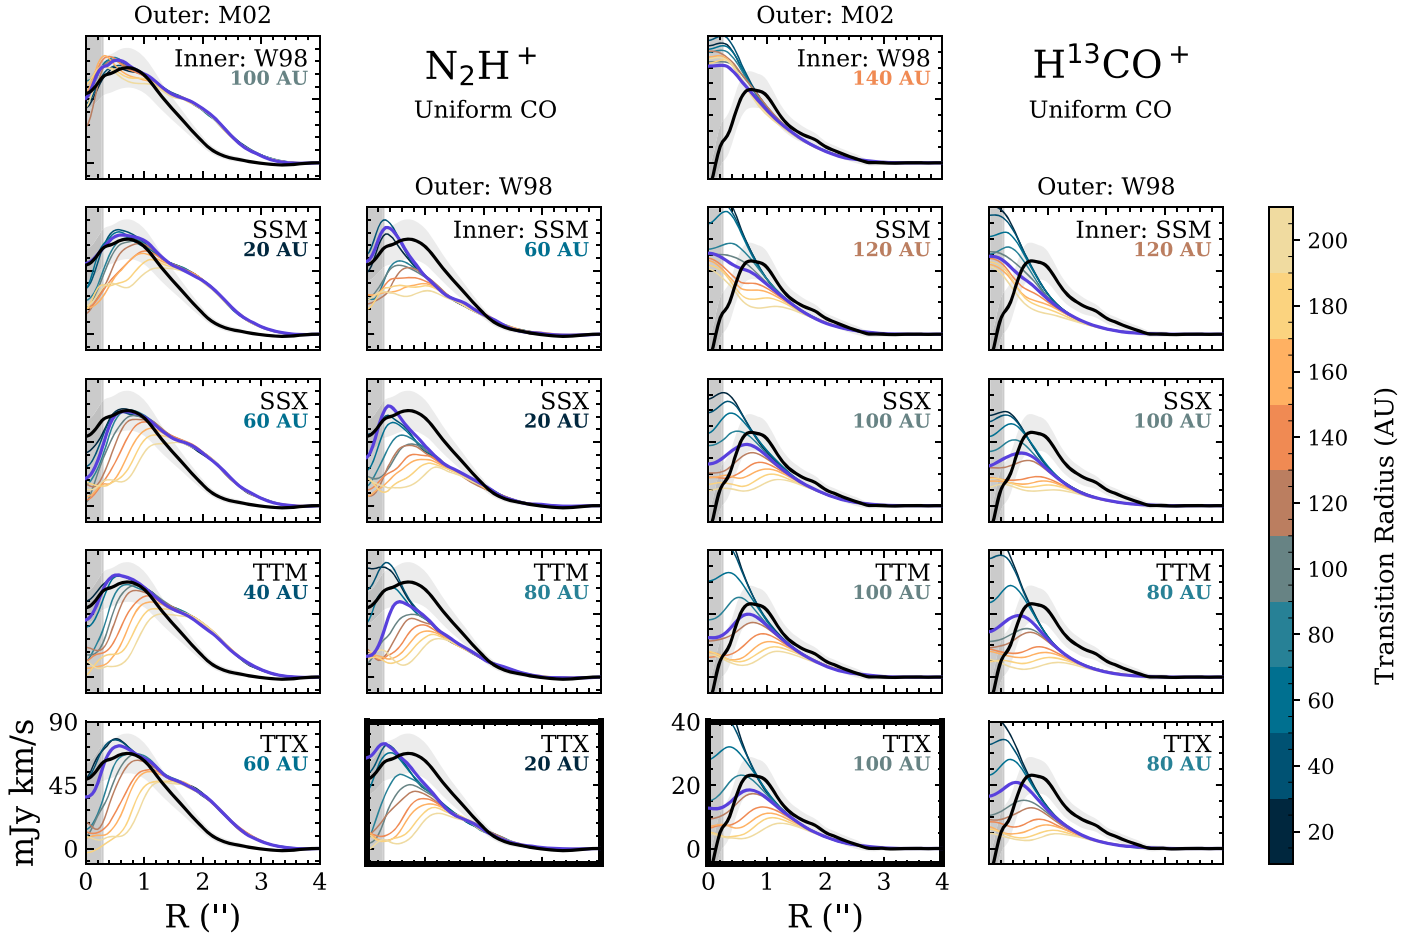 Outer: M02
Inner: W98
100 AU
N₂H⁺
Uniform CO
Outer: M02
Inner: W98
140 AU
H¹³CO⁺
Uniform CO
SSM
20 AU
Outer: W98
Inner: SSM
60 AU
SSM
120 AU
Outer: W98
Inner: SSM
120 AU
SSX
60 AU
SSX
20 AU
SSX
100 AU
SSX
100 AU
TTM
40 AU
TTM
80 AU
TTM
100 AU
TTM
80 AU
TTX
60 AU
TTX
20 AU
TTX
100 AU
TTX
80 AU
90
45
0
mJy km/s
0 1 2 3 4
R (")
40
20
0
0 1 2 3 4
R (")
200
180
160
140
120
100
80
60
40
20
Transition Radius (AU)